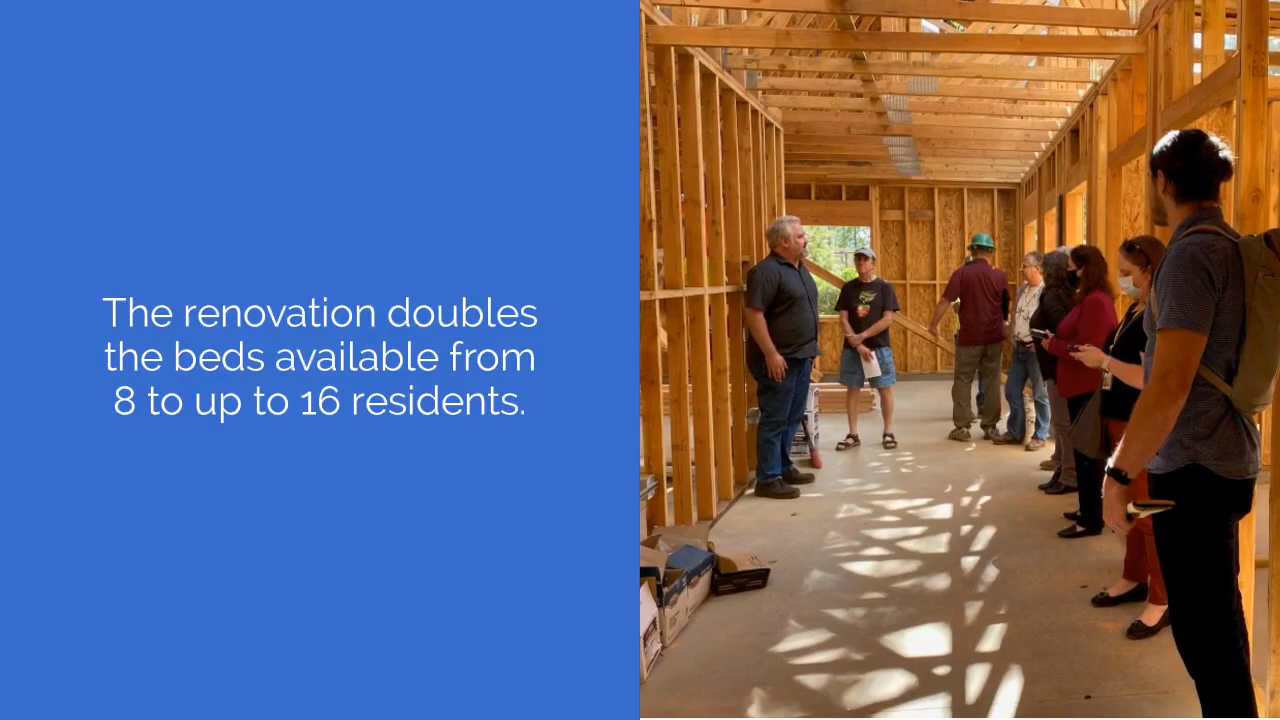 The renovation doubles
the beds available from
8 to up to 16 residents.